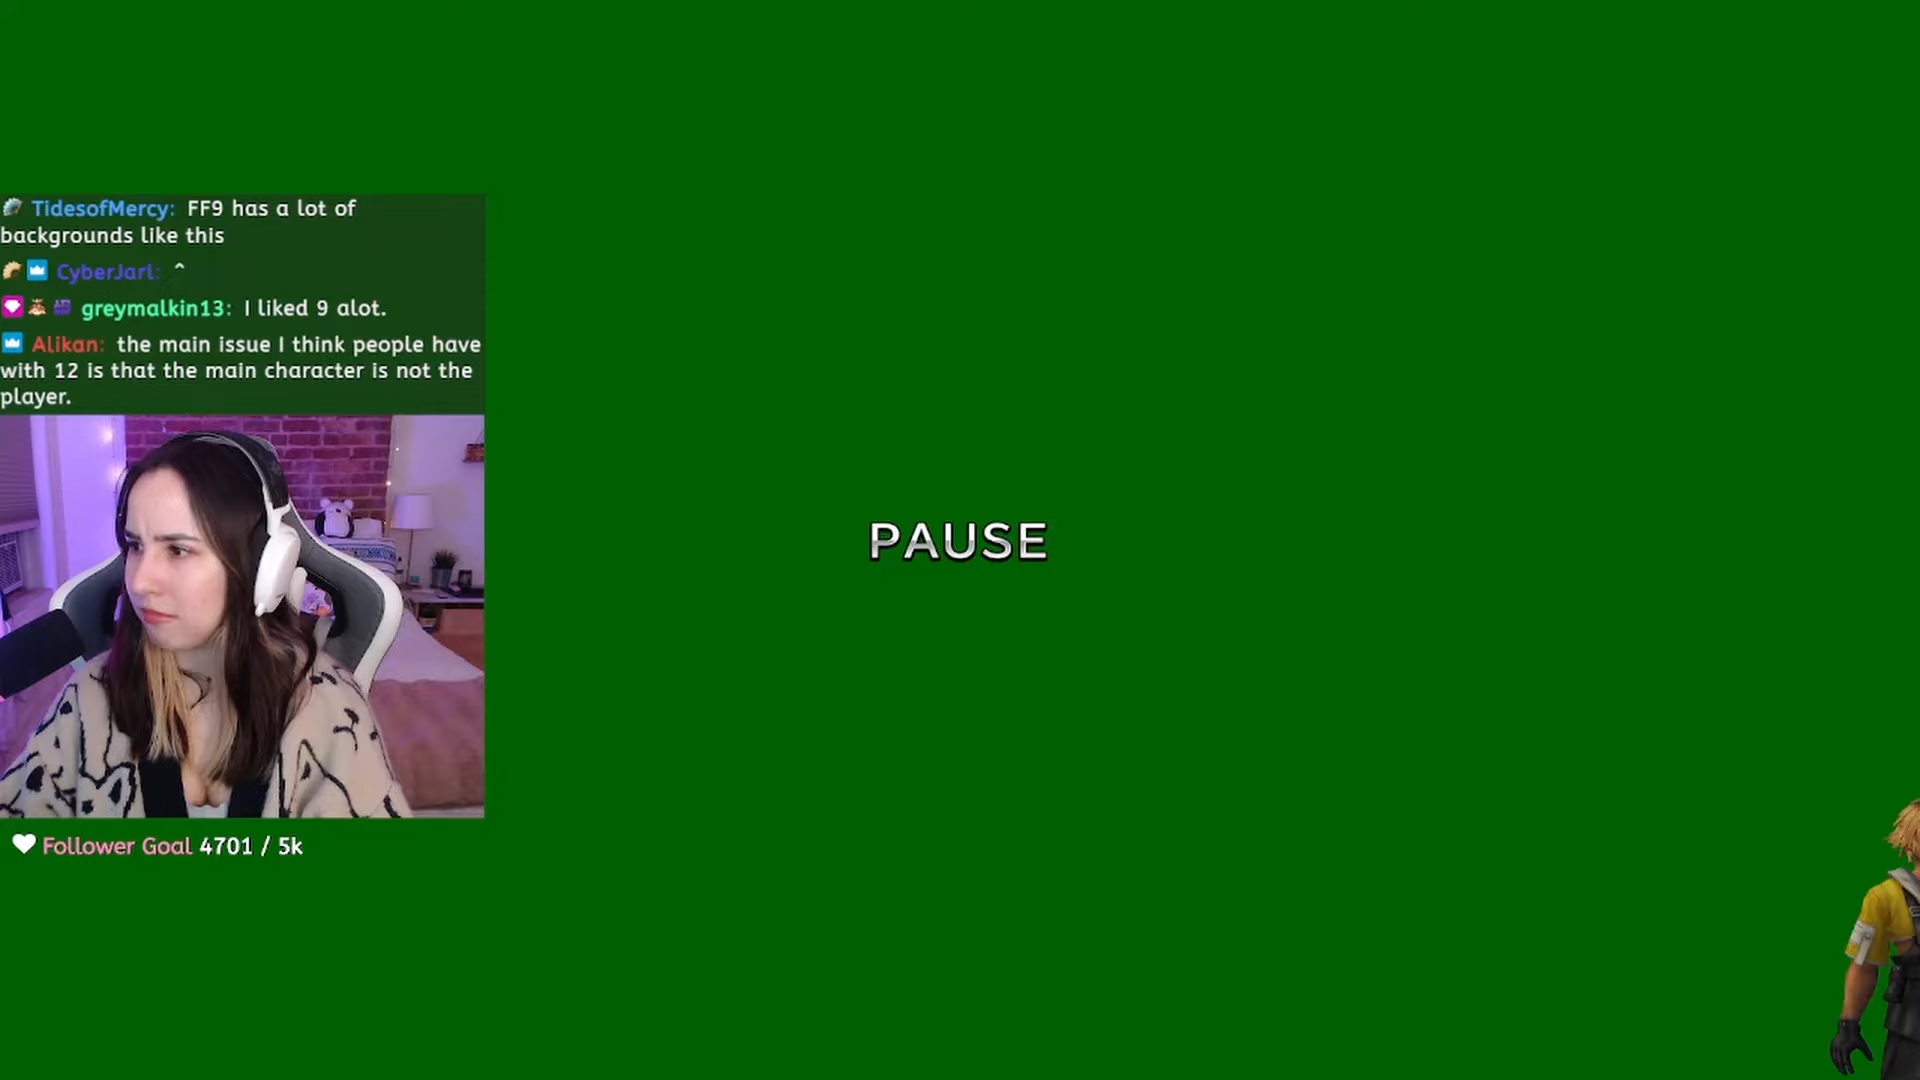 TidesofMercy: FF9 has a lot of
backgrounds like this
CyberJarl: ^
greymalkin13: I liked 9 alot.
Alikan: the main issue I think people have
with 12 is that the main character is not the
player.
PAUSE
Follower Goal 4701 / 5k